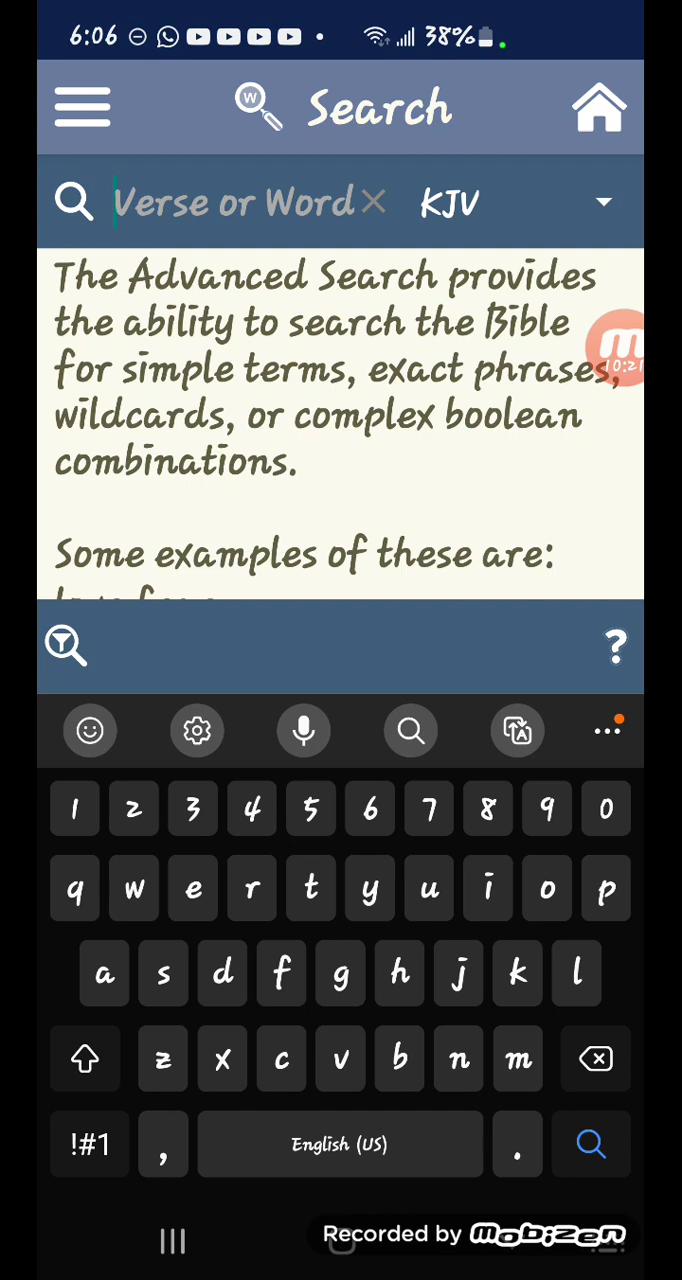 6:06 38%
W Search
Verse or Word KJV
The Advanced Search provides
the ability to search the Bible
for simple terms, exact phrases,
wildcards, or complex boolean
combinations.
m
10:21
Some examples of these are:
?
A
1 2 3 4 5 6 7 8 9 0
q w e r t y u i o p
a s d f g h j k l
z x c v b n m
!#1 , English (US) .
Recorded by mobizen